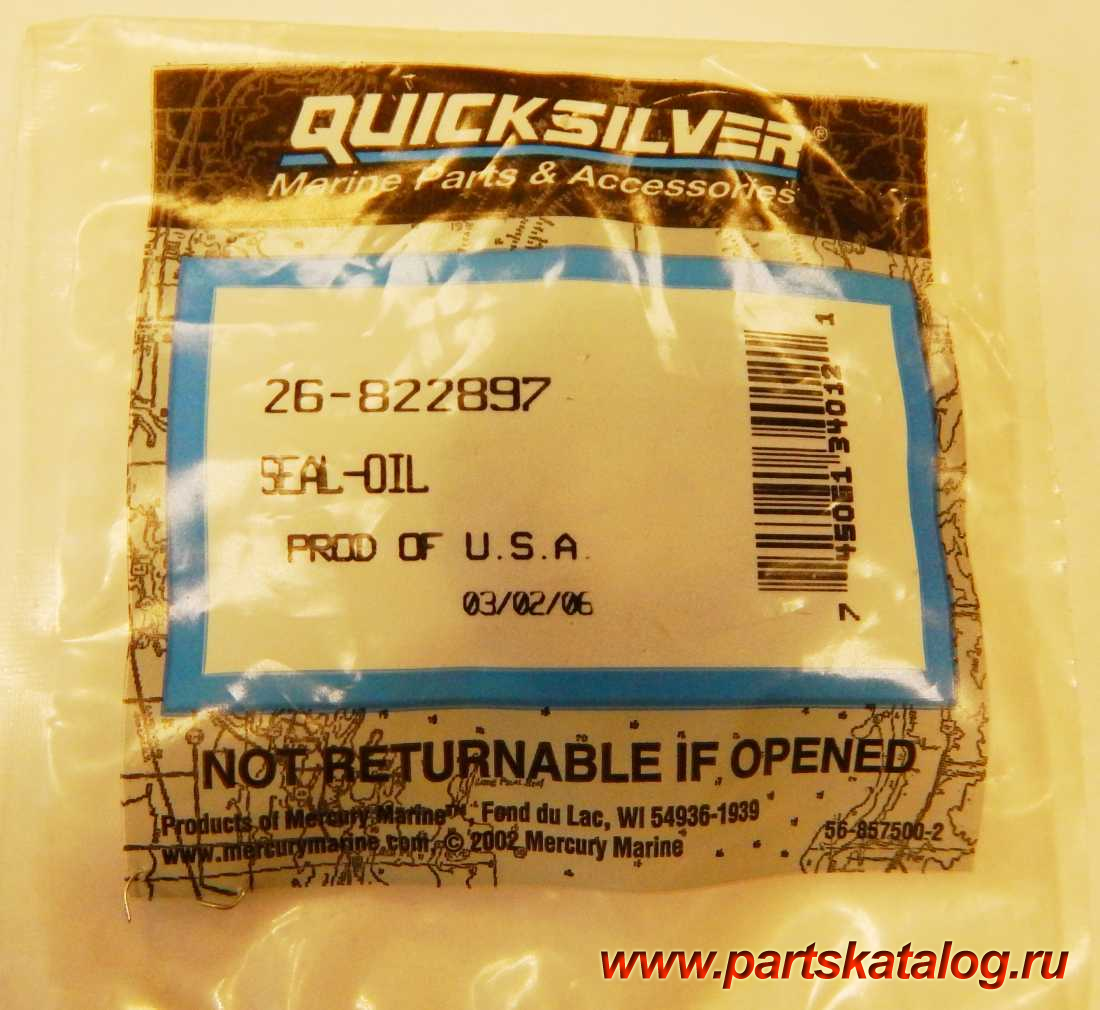 QUICKSILVER®
Marine Parts & Accessories
26-822897
SEAL-OIL
PROD OF U.S.A.
03/02/06
7 45051 34012 1
NOT RETURNABLE IF OPENED
Products of Mercury Marine™, Fond du Lac, WI 54936-1939
www.mercurymarine.com, © 2002 Mercury Marine
56-857500-2
www.partskatalog.ru